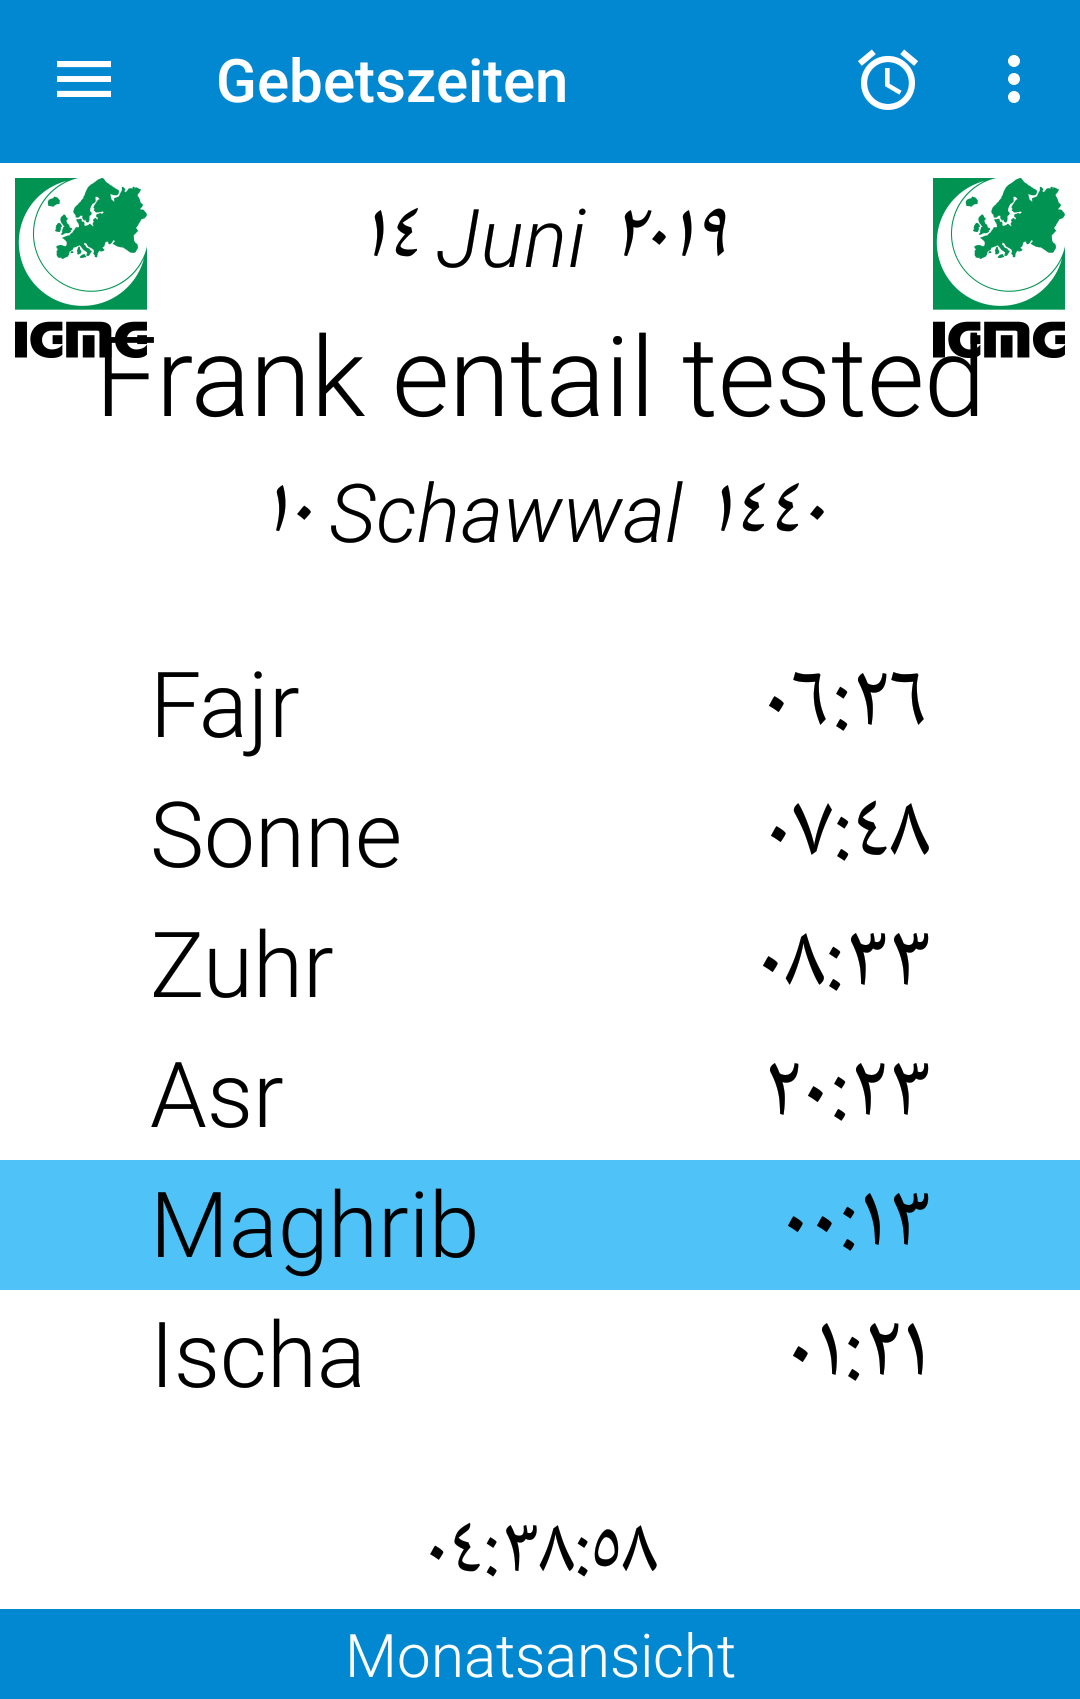 Gebetszeiten
١٤ Juni ٢٠١٩
IGMG IGMG
Frank entail tested
١٠ Schawwal ١٤٤٠
Fajr ٠٦:٢٦
Sonne ٠٧:٤٨
Zuhr ٠٨:٣٣
Asr ٢٠:٢٣
Maghrib ٠٠:١٣
Ischa ٠١:٢١
٠٤:٣٨:٥٨
Monatsansicht